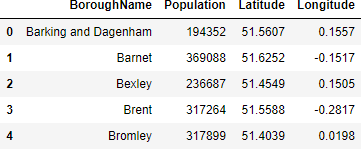 BoroughName Population Latitude Longitude
0 Barking and Dagenham 194352 51.5607 0.1557
1 Barnet 369088 51.6252 -0.1517
2 Bexley 236687 51.4549 0.1505
3 Brent 317264 51.5588 -0.2817
4 Bromley 317899 51.4039 0.0198